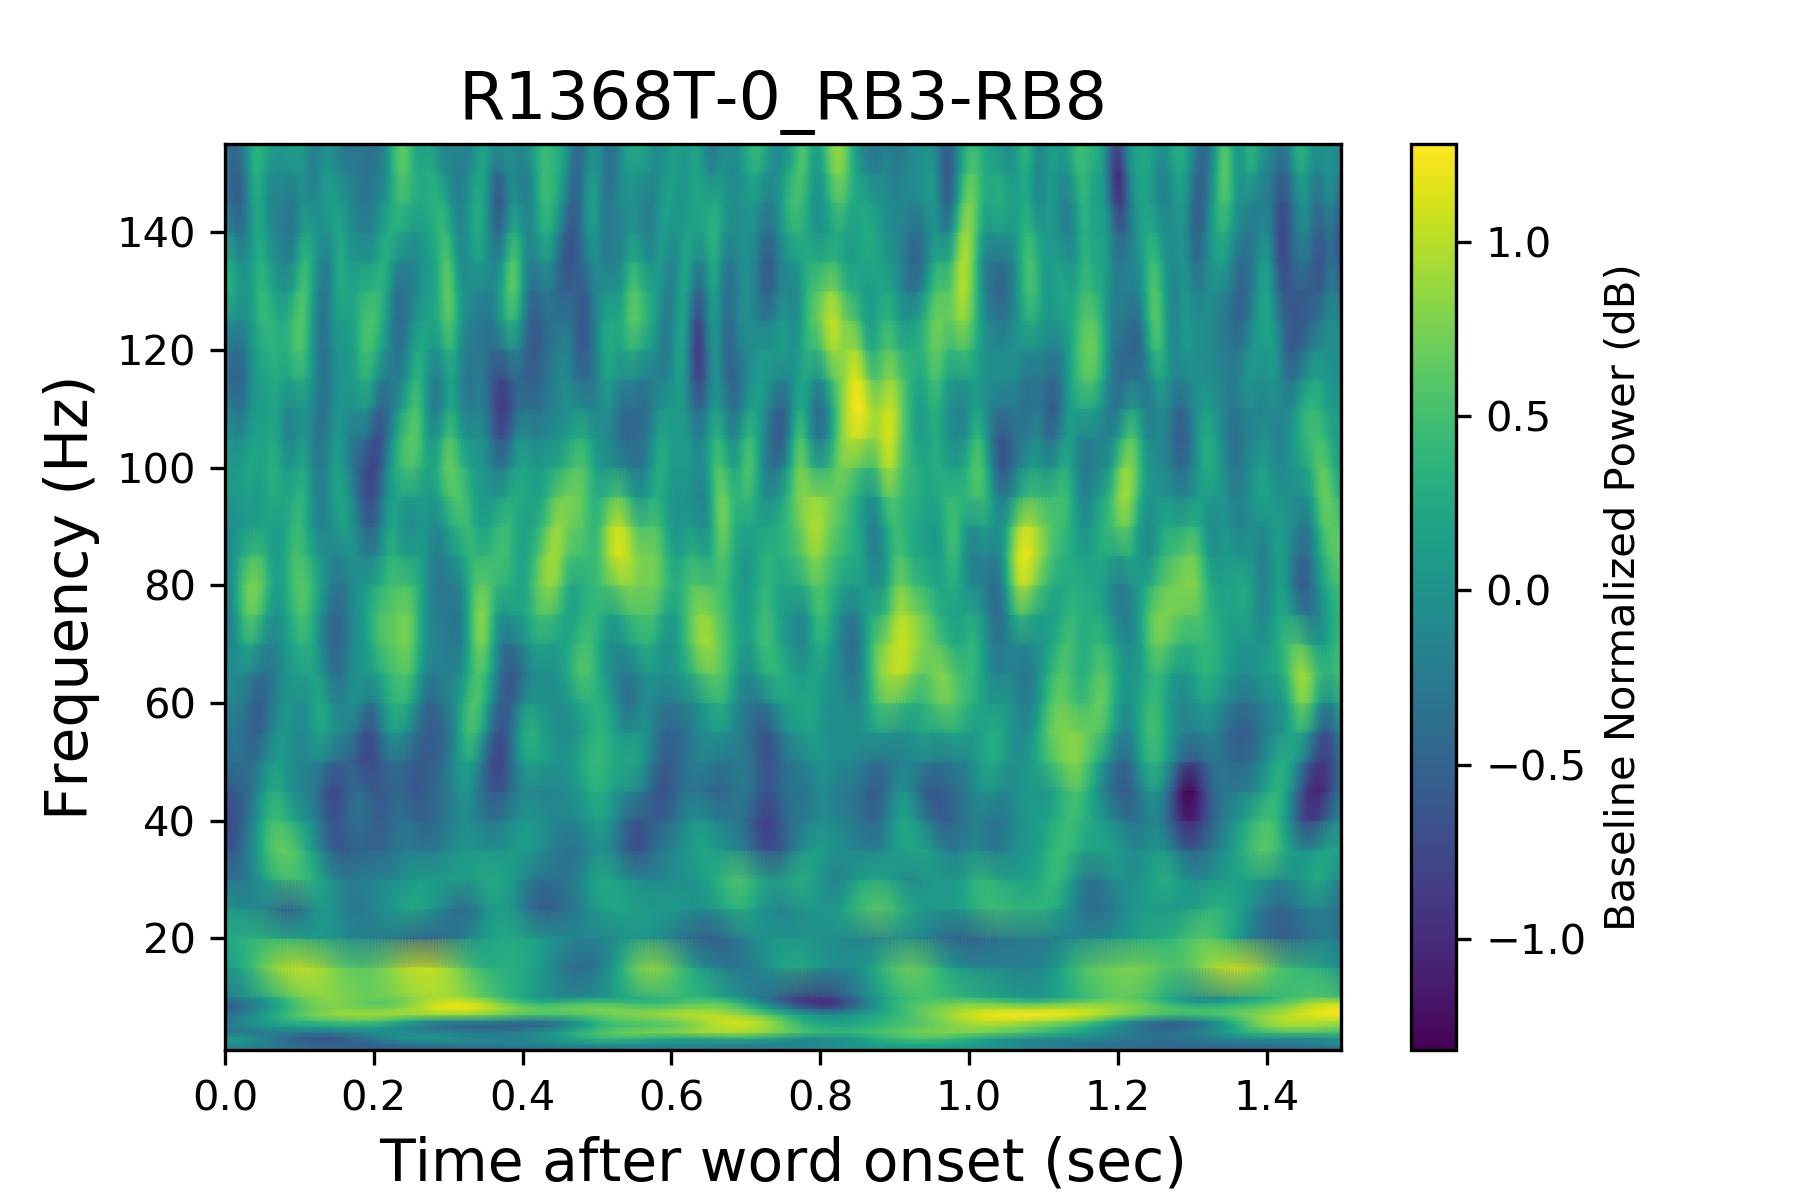 R1368T-0_RB3-RB8
Frequency (Hz)
140
120
100
80
60
40
20
0.0 0.2 0.4 0.6 0.8 1.0 1.2 1.4
Time after word onset (sec)
1.0
0.5
0.0
−0.5
−1.0
Baseline Normalized Power (dB)